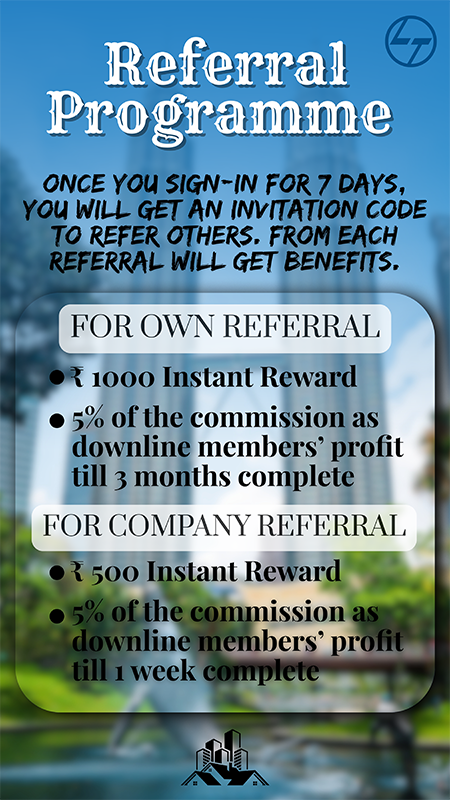 LT
Referral
Programme
ONCE YOU SIGN-IN FOR 7 DAYS,
YOU WILL GET AN INVITATION CODE
TO REFER OTHERS. FROM EACH
REFERRAL WILL GET BENEFITS.
FOR OWN REFERRAL
• ₹ 1000 Instant Reward
• 5% of the commission as
downline members’ profit
till 3 months complete
FOR COMPANY REFERRAL
• ₹ 500 Instant Reward
• 5% of the commission as
downline members’ profit
till 1 week complete